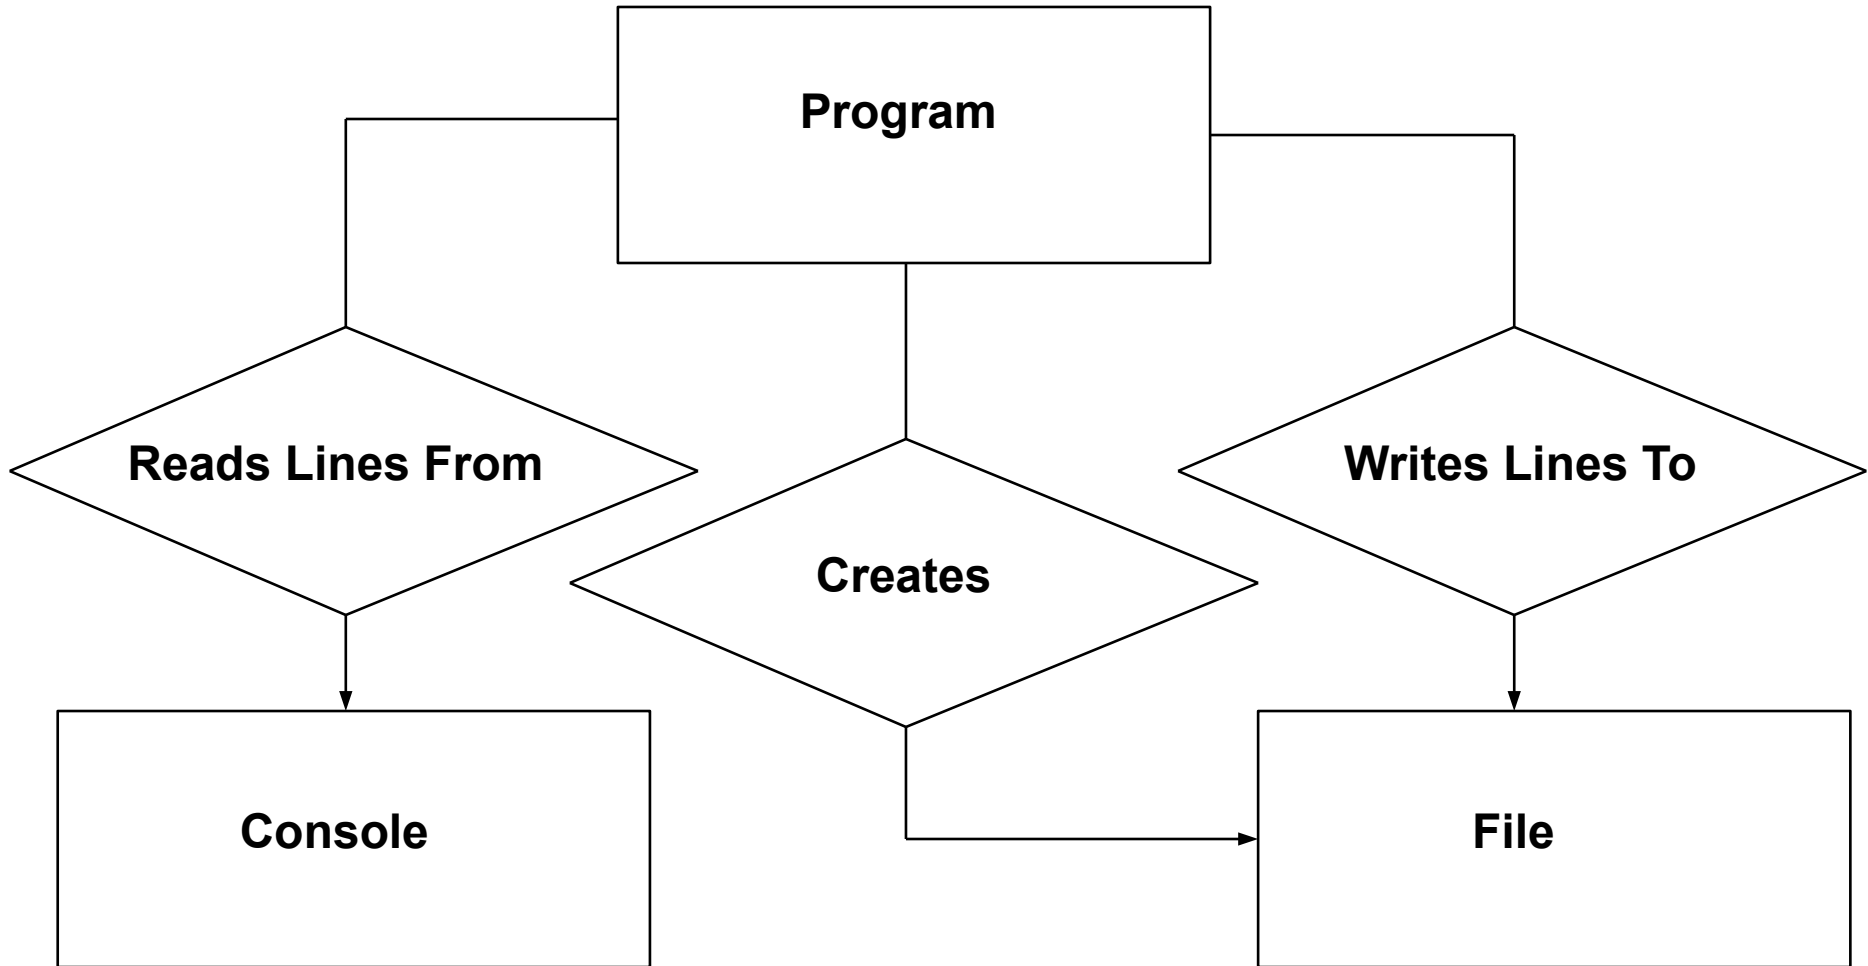 Program
Reads Lines From
Writes Lines To
Creates
Console
File